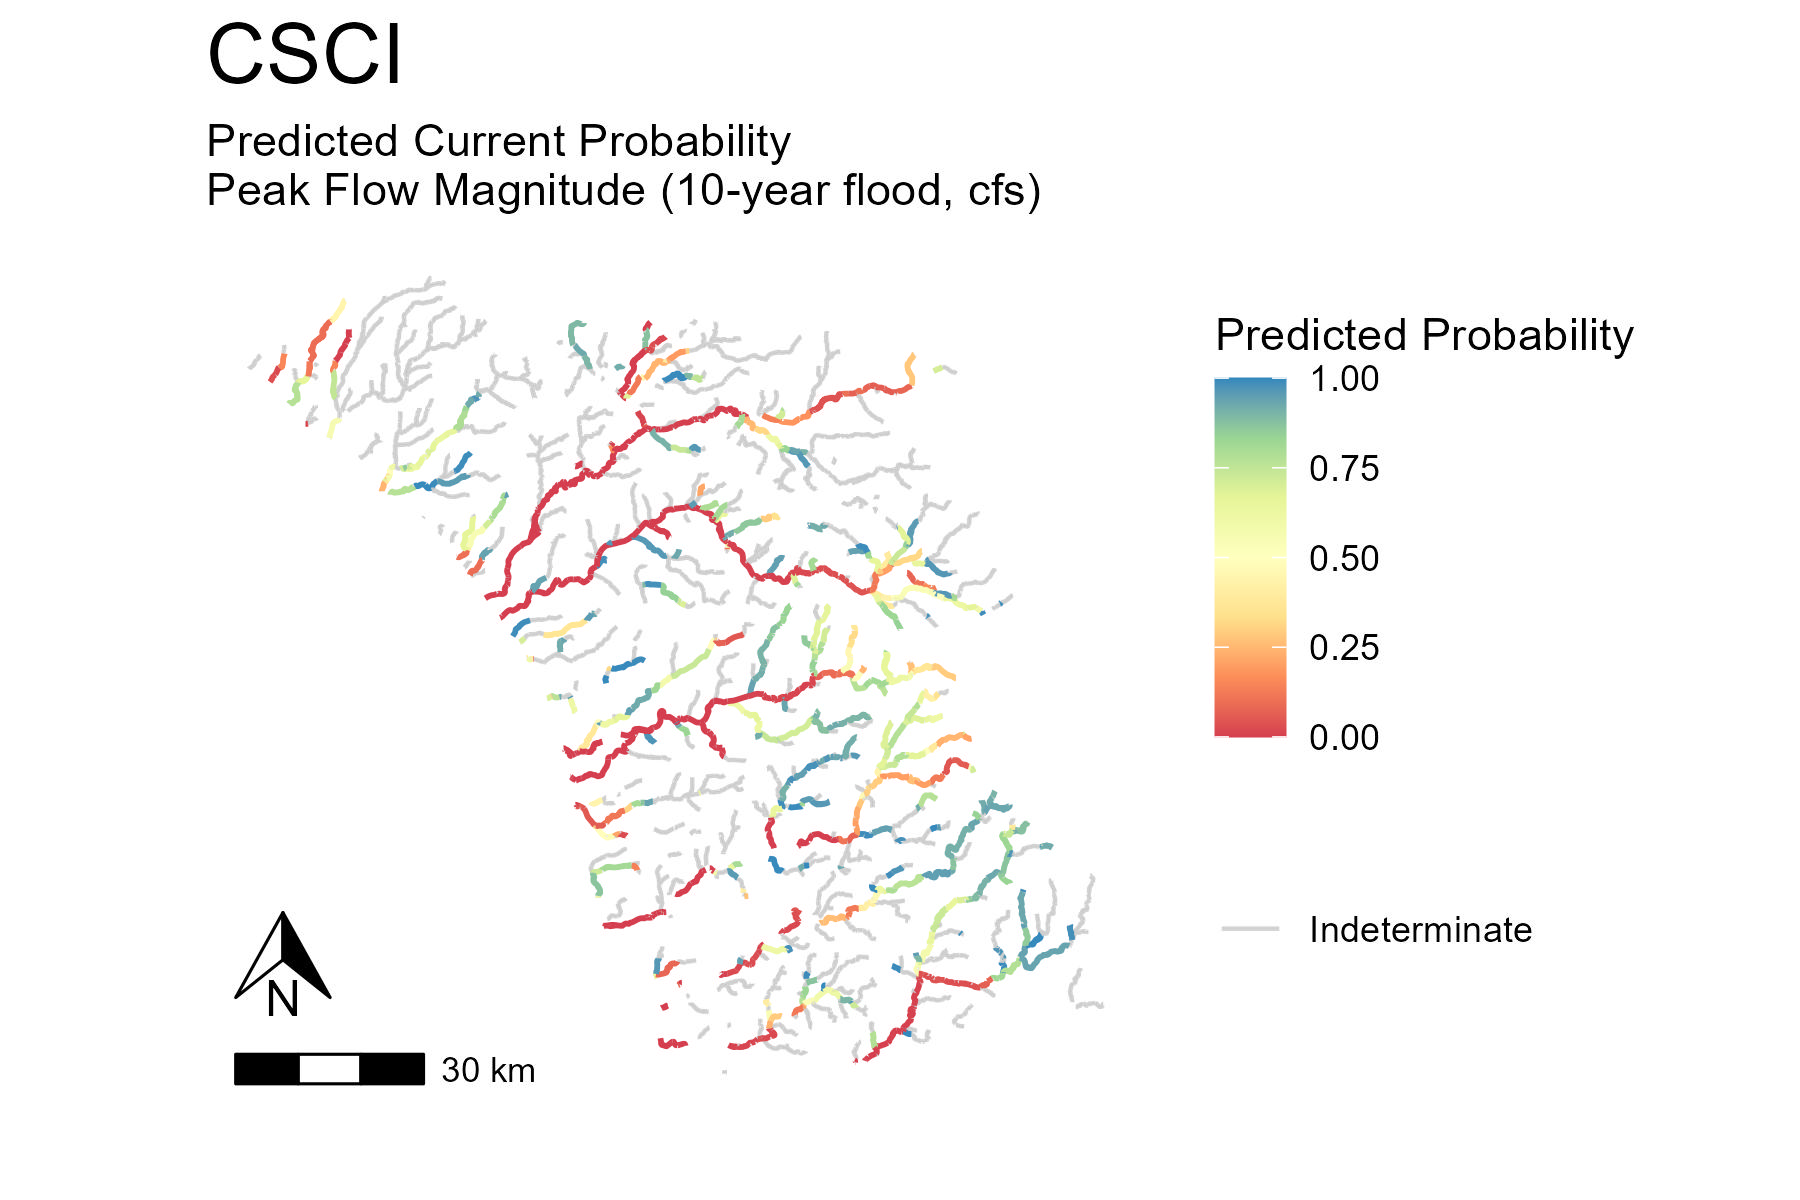 CSCI
Predicted Current Probability
Peak Flow Magnitude (10-year flood, cfs)
Predicted Probability
1.00
0.75
0.50
0.25
0.00
Indeterminate
N
30 km